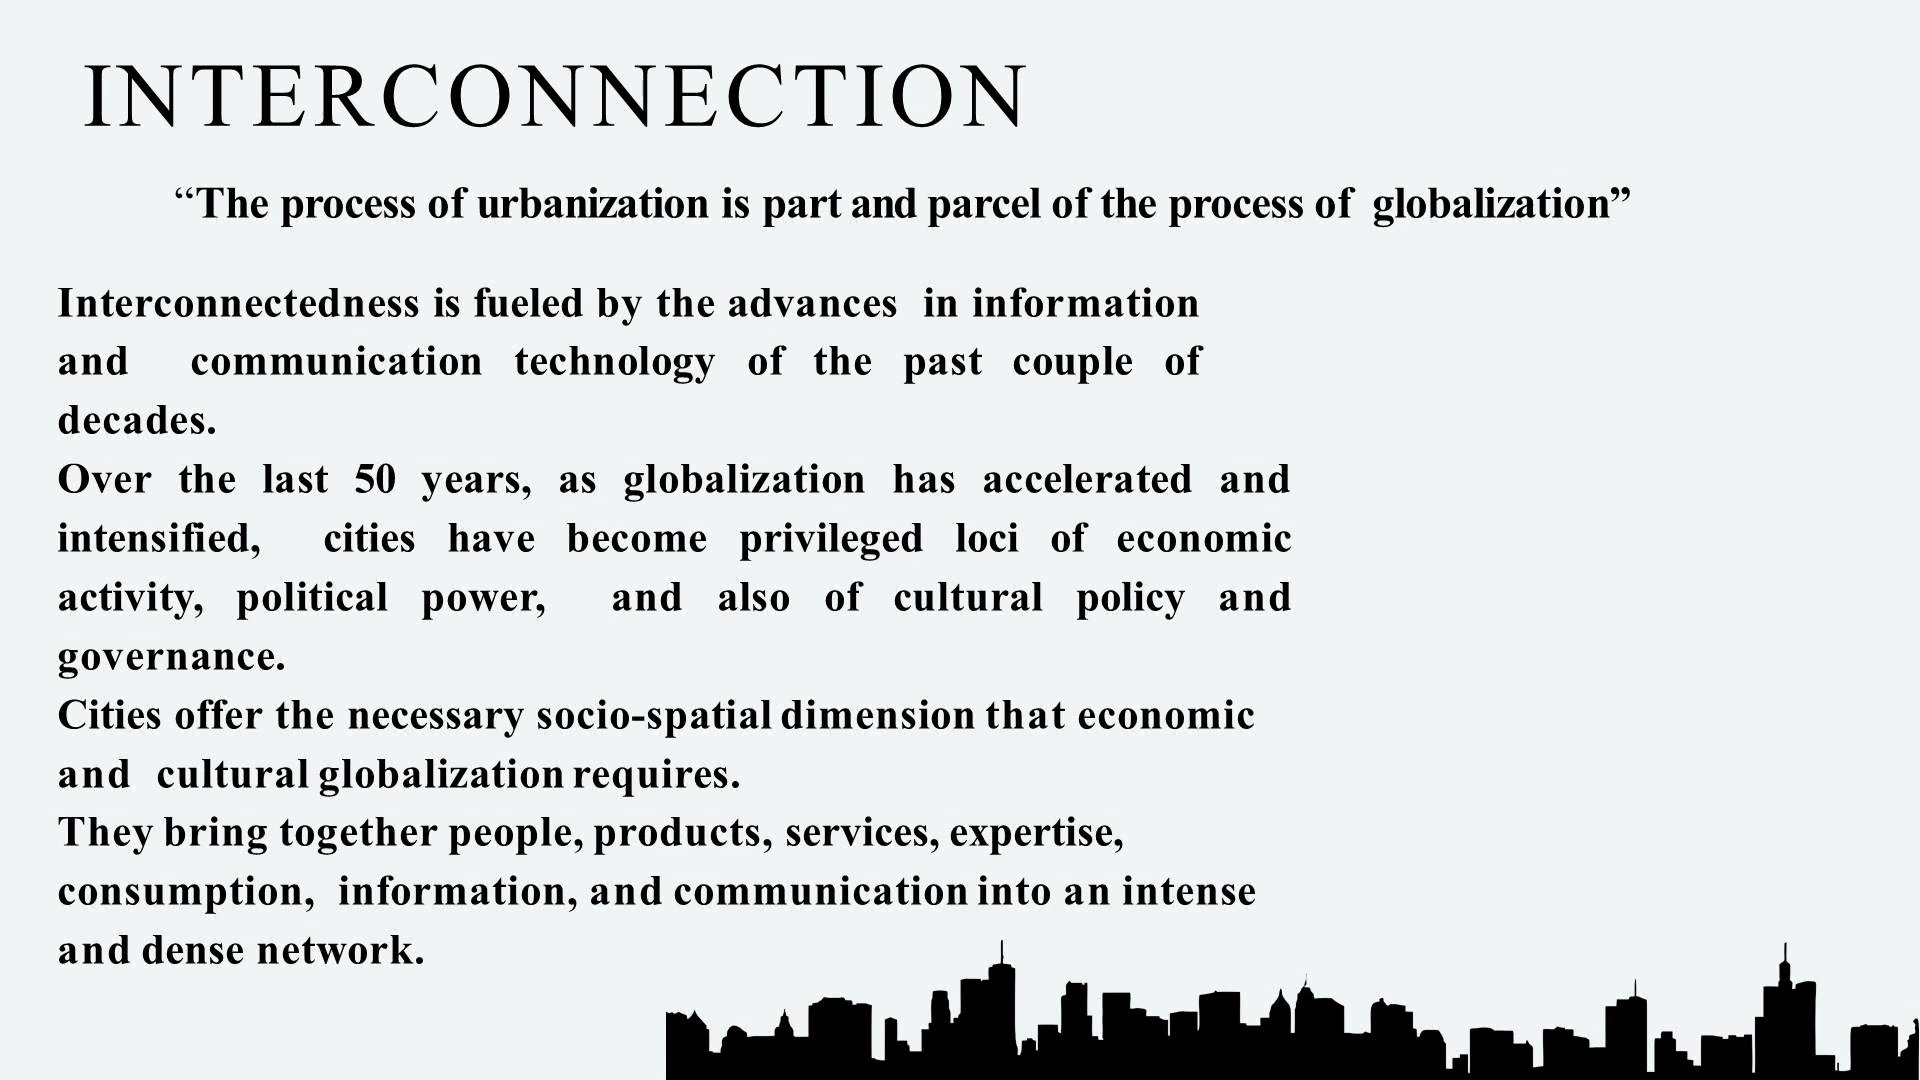 INTERCONNECTION
“The process of urbanization is part and parcel of the process of globalization”
Interconnectedness is fueled by the advances in information
and communication technology of the past couple of
decades.
Over the last 50 years, as globalization has accelerated and
intensified, cities have become privileged loci of economic
activity, political power, and also of cultural policy and
governance.
Cities offer the necessary socio-spatial dimension that economic
and cultural globalization requires.
They bring together people, products, services, expertise,
consumption, information, and communication into an intense
and dense network.